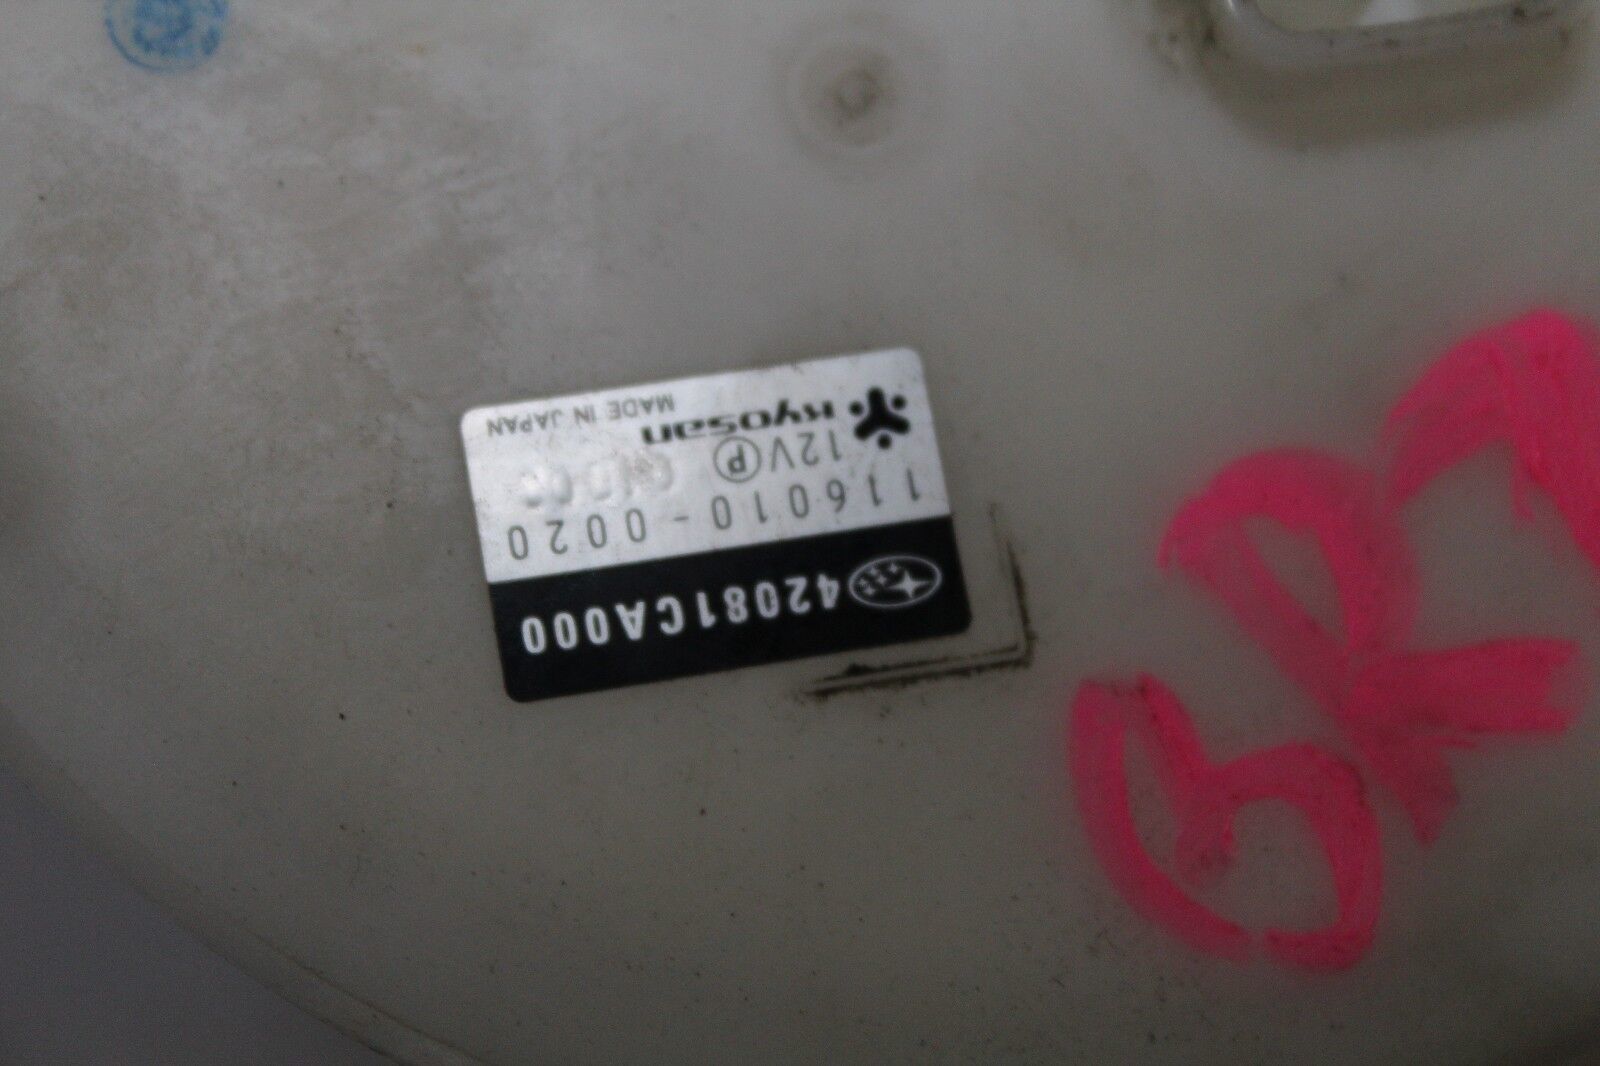 42081CA000
116010-0020
12V P
kyosan MADE IN JAPAN